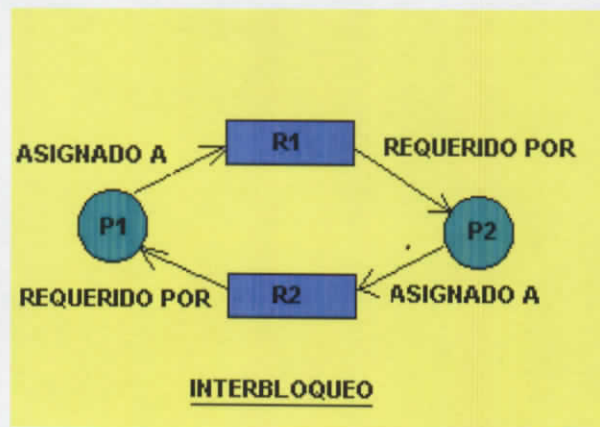 R1
ASIGNADO A
REQUERIDO POR
P1
P2
REQUERIDO POR
R2
ASIGNADO A
INTERBLOQUEO